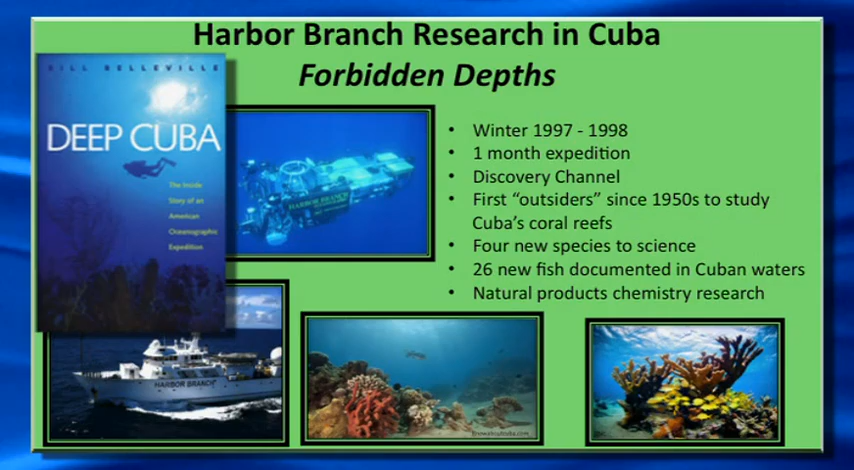 Harbor Branch Research in Cuba
Forbidden Depths
BILL BELLEVILLE
DEEP CUBA
The Inside
Story of an
American
Oceanographic
Expedition
HARBOR BRANCH
• Winter 1997 - 1998
• 1 month expedition
• Discovery Channel
• First “outsiders” since 1950s to study
Cuba’s coral reefs
• Four new species to science
• 26 new fish documented in Cuban waters
• Natural products chemistry research
HARBOR BRANCH